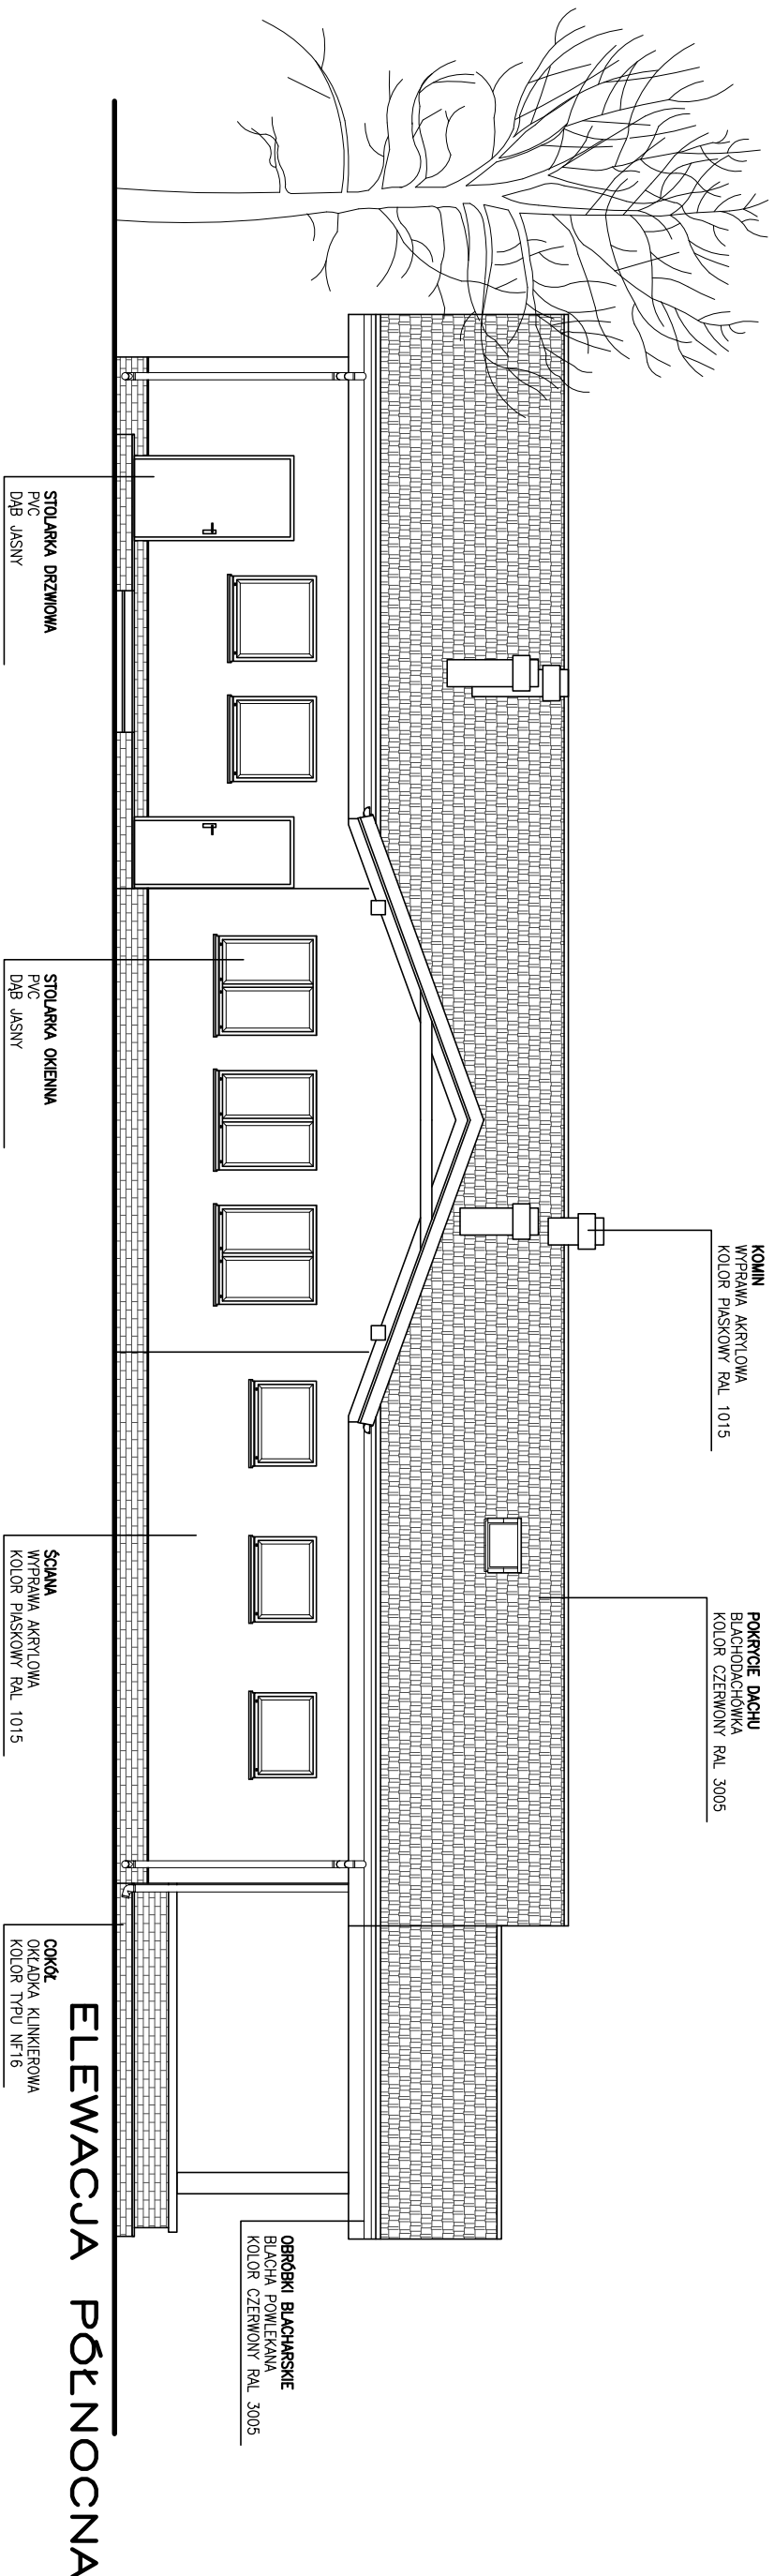 KOMIN
WYPRAWA AKRYLOWA
KOLOR PIASKOWY RAL 1015
POKRYCIE DACHU
BLACHODACHÓWKA
KOLOR CZERWONY RAL 3005
OBRÓBKI BLACHARSKIE
BLACHA POWLEKANA
KOLOR CZERWONY RAL 3005
STOLARKA DRZWIOWA
PVC
DĄB JASNY
STOLARKA OKIENNA
PVC
DĄB JASNY
ŚCIANA
WYPRAWA AKRYLOWA
KOLOR PIASKOWY RAL 1015
COKÓŁ
OKŁADKA KLINKIEROWA
KOLOR TYPU NF16
ELEWACJA PÓŁNOCNA